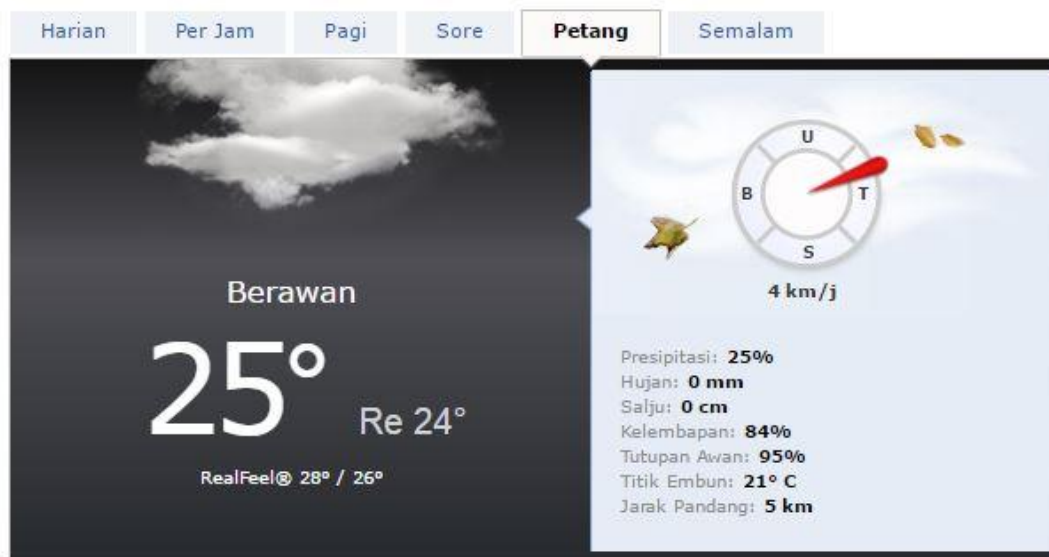 Harian Per Jam Pagi Sore Petang Semalam
Berawan
25°
Re 24°
RealFeel® 28° / 26°
U
B T
S
4 km/j
Presipitasi: 25%
Hujan: 0 mm
Salju: 0 cm
Kelembapan: 84%
Tutupan Awan: 95%
Titik Embun: 21° C
Jarak Pandang: 5 km